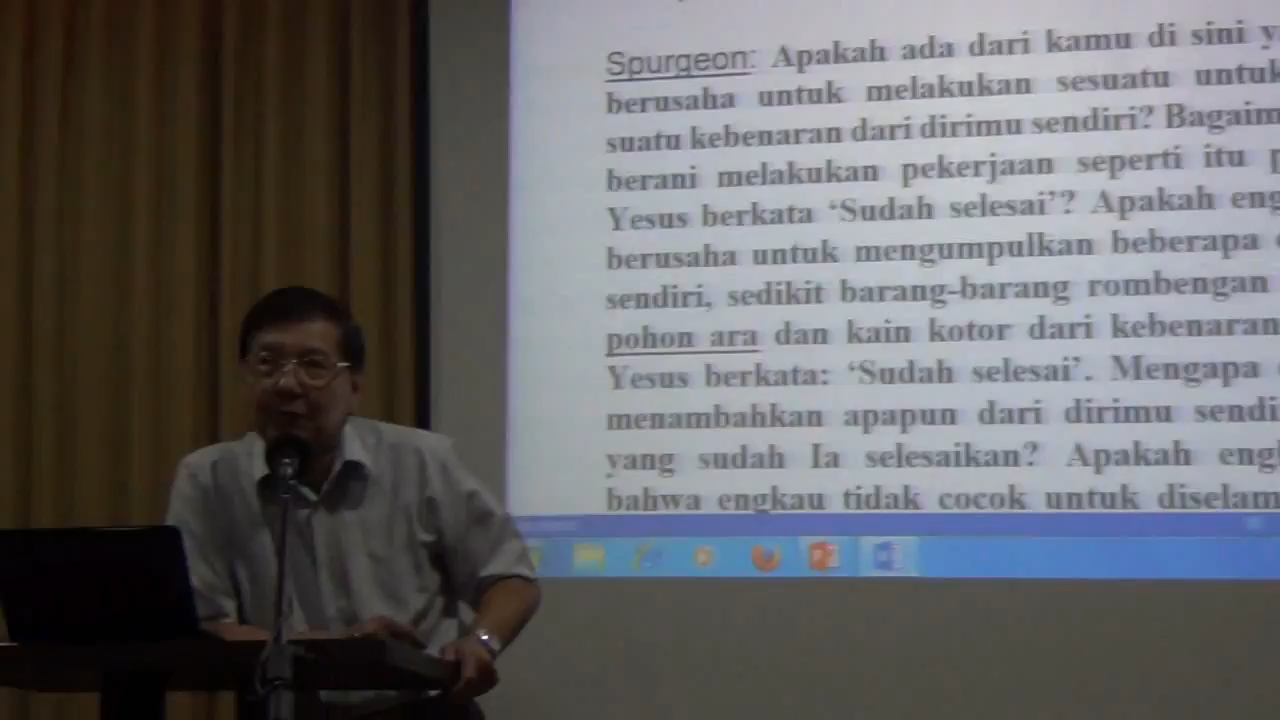 Spurgeon: Apakah ada dari kamu di sini
berusaha untuk melakukan sesuatu untuk
suatu kebenaran dari dirimu sendiri?
berani melakukan pekerjaan seperti itu
Yesus berkata ‘Sudah selesai’? Apakah
berusaha untuk mengumpulkan beberapa
sendiri, sedikit barang-barang rombengan
pohon ara dan kain kotor dari kebenaran
Yesus berkata: ‘Sudah selesai’. Mengapa
menambahkan apapun dari dirimu
yang sudah Ia selesaikan? Apakah
bahwa engkau tidak cocok untuk